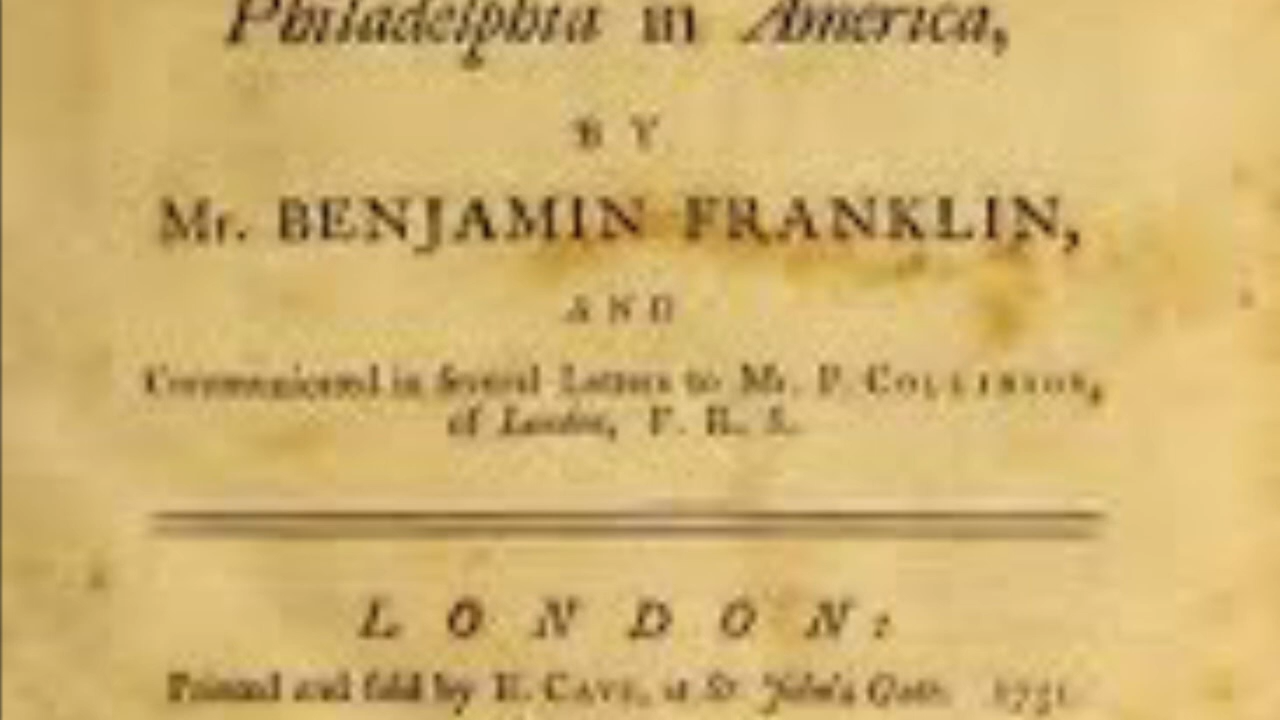 Philadelphia in America,
BY
Mr. BENJAMIN FRANKLIN,
AND
Communicated in several Letters to Mr. P. COLLINSON,
of London, F. R. S.
LONDON:
Printed and sold by E. CAVE, at St. John's Gate. 1751.